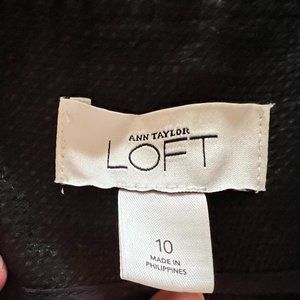 ANN TAYLOR
LOFT
10
MADE IN
PHILIPPINES